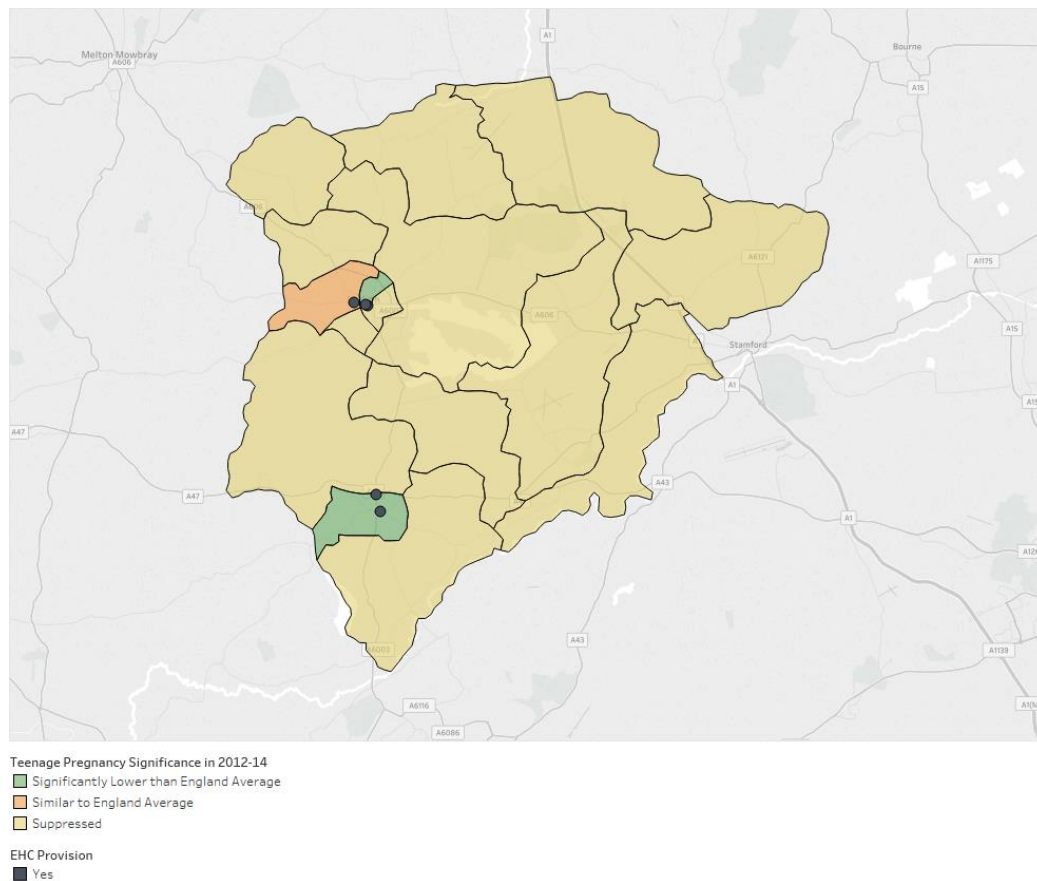 A1
Bourne
Melton Mowbray
A606
A15
A606
A6121
A1175
A15
A606
Stamford
A1
A47
A47
A43
A1
A43
A1139
A6003
A6116
A6086
Teenage Pregnancy Significance in 2012-14
Significantly Lower than England Average
Similar to England Average
Suppressed
EHC Provision
Yes